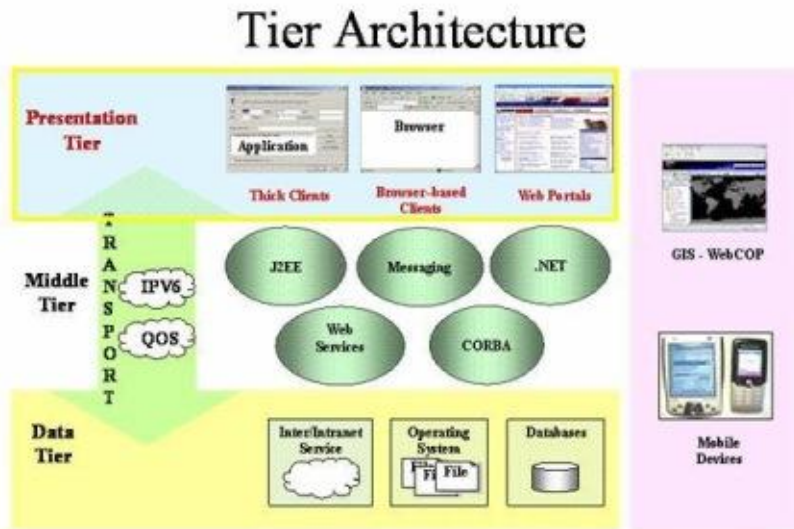 Tier Architecture
Presentation
Tier
Application
Browser
Thick Clients
Browser-based
Clients
Web Portals
TRANSPORT
Middle
Tier
IPV6
QOS
J2EE
Messaging
.NET
Web
Services
CORBA
Data
Tier
Inter/Intranet
Service
Operating
System
File
Databases
GIS - WebCOP
Mobile
Devices